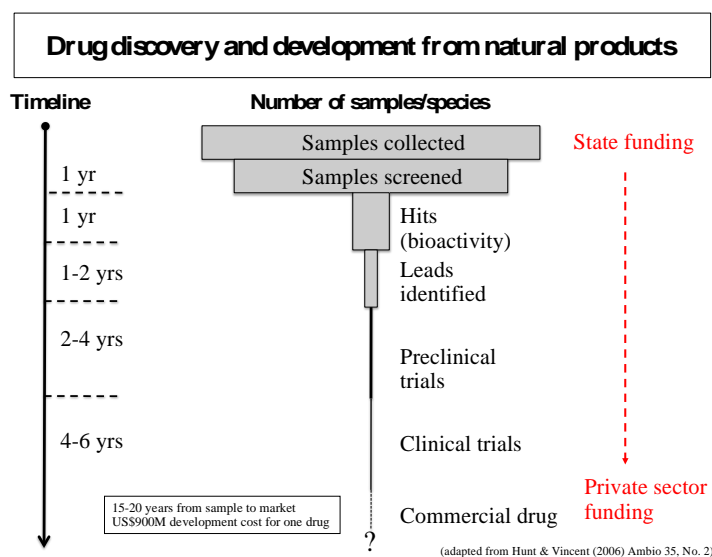 Drug discovery and development from natural products
Timeline
Number of samples/species
Samples collected
State funding
1 yr
Samples screened
1 yr
Hits
(bioactivity)
1-2 yrs
Leads
identified
2-4 yrs
Preclinical
trials
4-6 yrs
Clinical trials
Private sector
funding
15-20 years from sample to market
US$900M development cost for one drug
Commercial drug
?
(adapted from Hunt & Vincent (2006) Ambio 35, No. 2)